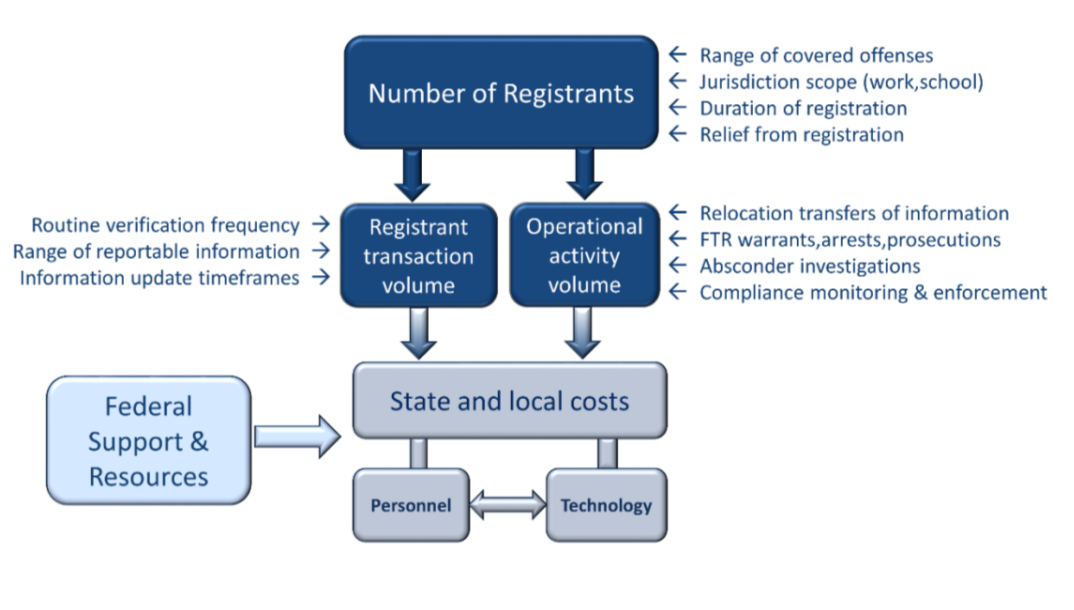 Number of Registrants
← Range of covered offenses
← Jurisdiction scope (work,school)
← Duration of registration
← Relief from registration
Routine verification frequency →
Range of reportable information →
Information update timeframes →
Registrant
transaction
volume
Operational
activity
volume
← Relocation transfers of information
← FTR warrants,arrests,prosecutions
← Absconder investigations
← Compliance monitoring & enforcement
Federal
Support &
Resources
State and local costs
Personnel
Technology